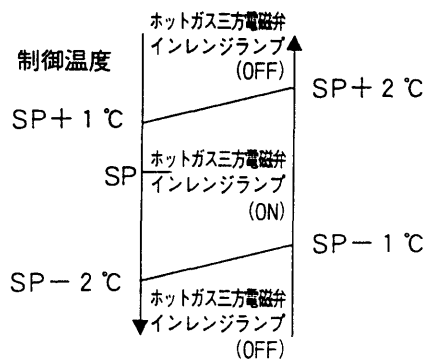 ホットガス三方電磁弁
インレンジランプ
(OFF)
制御温度
SP+2℃
SP+1℃
ホットガス三方電磁弁
SP
インレンジランプ
(ON)
SP-1℃
SP-2℃
ホットガス三方電磁弁
インレンジランプ
(OFF)